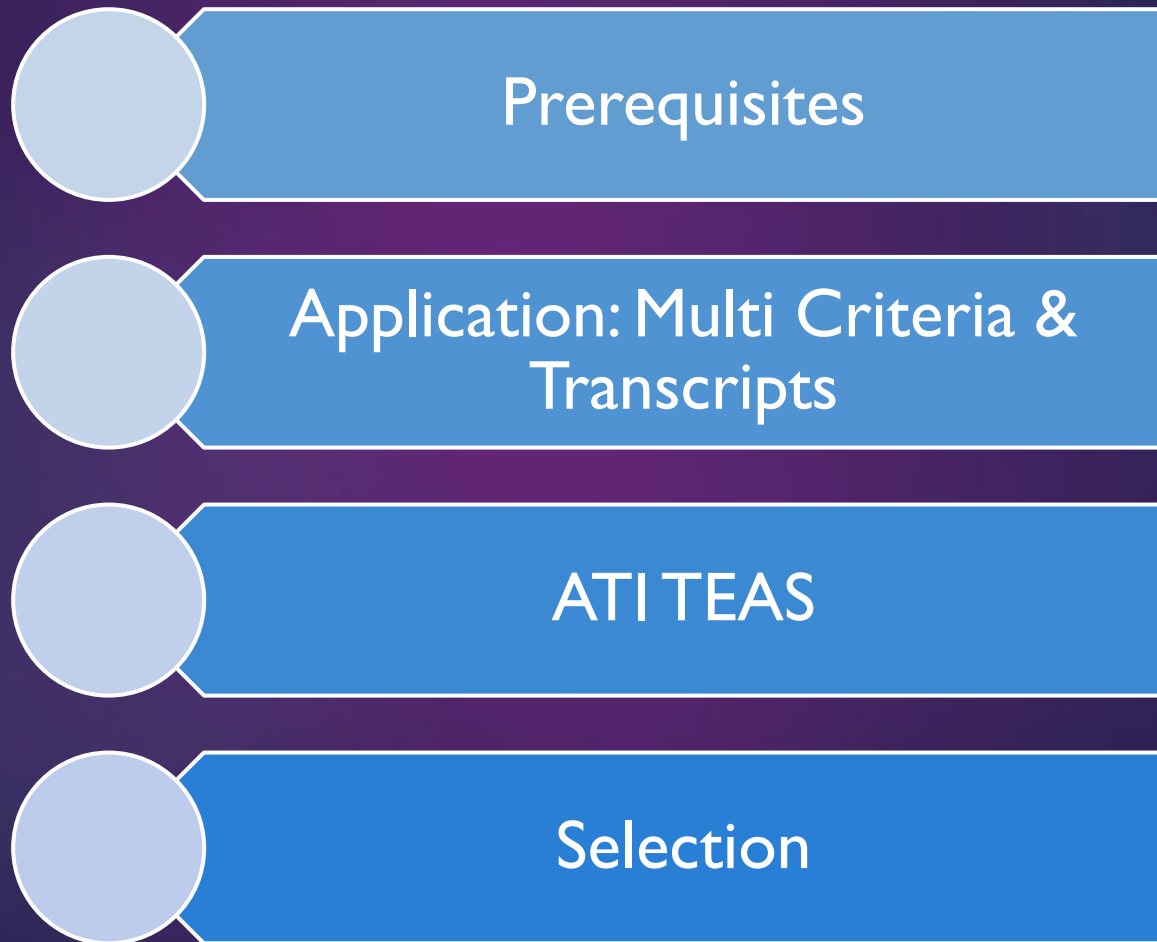 Prerequisites
Application: Multi Criteria &
Transcripts
ATI TEAS
Selection